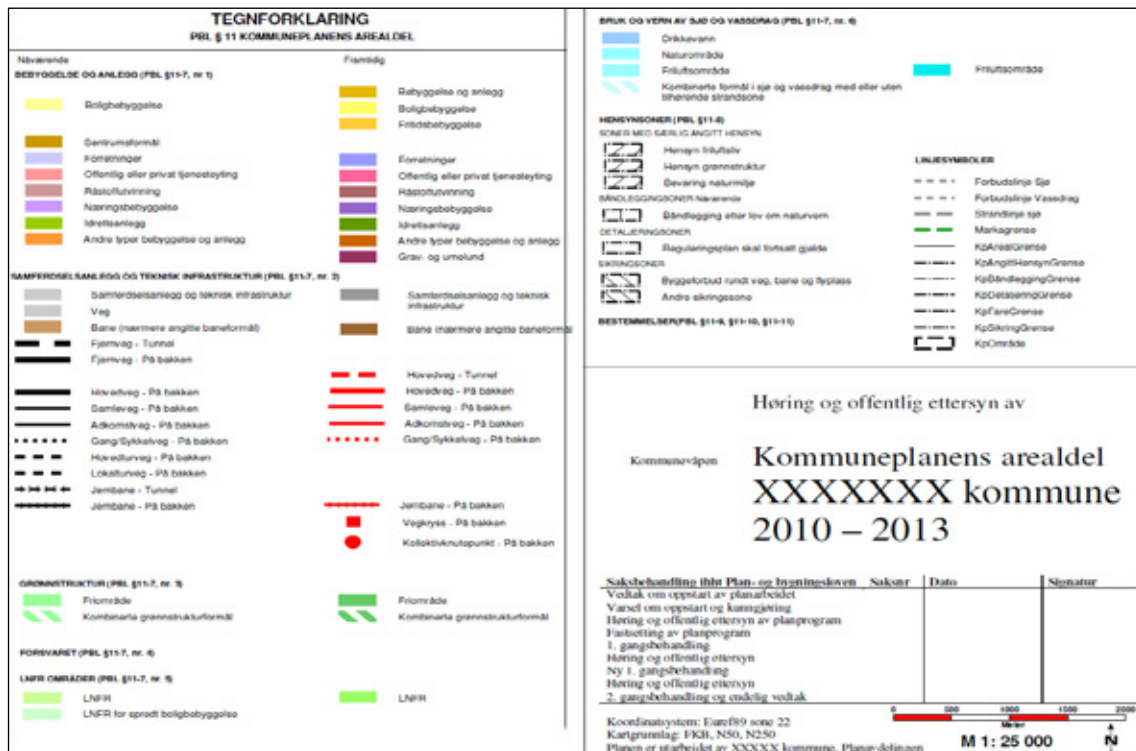 TEGNFORKLARING
PBL § 11 KOMMUNEPLANENS AREALDEL
Nåværende
Framtidig
BEBYGGELSE OG ANLEGG (PBL §11-7, nr 1)
Boligbebyggelse
Sentrumsformål
Forretninger
Offentlig eller privat tjenesteyting
Råstoffutvinning
Næringsbebyggelse
Idrettsanlegg
Andre typer bebyggelse og anlegg
Bebyggelse og anlegg
Boligbebyggelse
Fritidsbebyggelse
Forretninger
Offentlig eller privat tjenesteyting
Råstoffutvinning
Næringsbebyggelse
Idrettsanlegg
Andre typer bebyggelse og anlegg
Grav- og urnelund
SAMFERDSELSANLEGG OG TEKNISK INFRASTRUKTUR (PBL §11-7, nr. 2)
Samferdselsanlegg og teknisk infrastruktur
Veg
Bane (nærmere angitte baneformål)
Fjernveg - Tunnel
Fjernveg - På bakken
Hovedveg - På bakken
Samleveg - På bakken
Adkomstveg - På bakken
Gang/Sykkelveg - På bakken
Hovedturveg - På bakken
Lokalturveg - På bakken
Jernbane - Tunnel
Jernbane - På bakken
Samferdselsanlegg og teknisk
infrastruktur
Bane (nærmere angitte baneformål
Hovedveg - Tunnel
Hovedveg - På bakken
Samleveg - På bakken
Adkomstveg - På bakken
Gang/Sykkelveg - På bakken
Jernbane - På bakken
Vegkryss - På bakken
Kollektivknutepunkt - På bakken
GRØNNSTRUKTUR (PBL §11-7, nr. 3)
Friområde
Kombinerte grønnstrukturformål
Friområde
Kombinerte grønnstrukturformål
FORSVARET (PBL §11-7, nr. 4)
LNFR OMRÅDER (PBL §11-7, nr. 5)
LNFR
LNFR for spredt boligbebyggelse
LNFR
BRUK OG VERN AV SJØ OG VASSDRAG (PBL §11-7, nr. 6)
Drikkevann
Naturområde
Friluftsområde
Kombinerte formål i sjø og vassdrag med eller uten
tilhørende strandsone
Friluftsområde
HENSYNSONER (PBL §11-8)
SONER MED SÆRLIG ANGITT HENSYN
Hensyn friluftsliv
Hensyn grønnstruktur
Bevaring naturmiljø
BÅNDLEGGINGSONER Nåværende
Båndlegging etter lov om naturvern
DETALJERINGSONER
Reguleringsplan skal fortsatt gjelde
SIKRINGSONER
Byggeforbud rundt veg, bane og flyplass
Andre sikringssone
BESTEMMELSER(PBL §11-9, §11-10, §11-11)
LINJESYMBOLER
Forbudslinje Sjø
Forbudslinje Vassdrag
Strandlinje sjø
Markagrense
KpArealGrense
KpAngittHensynGrense
KpBåndleggingGrense
KpDetaljeringGrense
KpFareGrense
KpSikringGrense
KpOmråde
Høring og offentlig ettersyn av
Kommunevåpen
Kommuneplanens arealdel
XXXXXXX kommune
2010 – 2013
Saksbehandling ihht Plan- og bygningsloven Saksnr Dato Signatur
Vedtak om oppstart av planarbeidet
Varsel om oppstart og kunngjøring
Høring og offentlig ettersyn av planprogram
Fastsetting av planprogram
1. gangsbehandling
Høring og offentlig ettersyn
Ny 1. gangsbehandling
Høring og offentlig ettersyn
2. gangsbehandling og endelig vedtak
0 500 1000 1500 2000
Meter
Koordinatsystem: Euref89 sone 22
Kartgrunnlag: FKB, N50, N250
Planen er utarbeidet av XXXXX kommune, Planavdelingen
M 1: 25 000
N